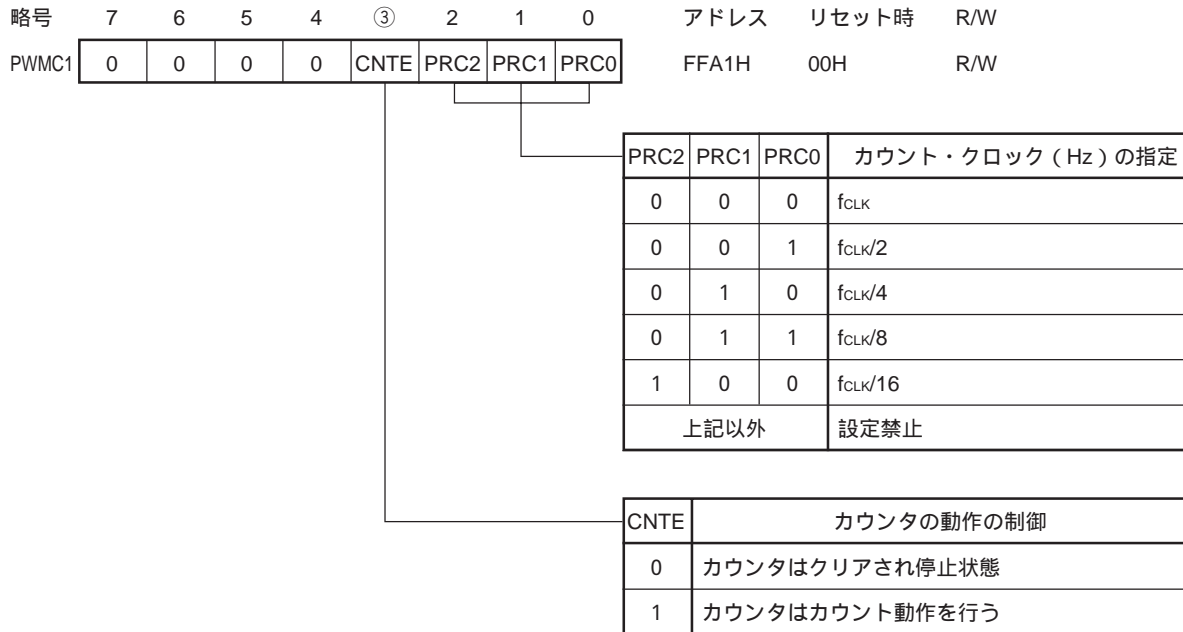 略号 7 6 5 4 ③ 2 1 0 アドレス リセット時 R/W
PWMC1 0 0 0 0 CNTE PRC2 PRC1 PRC0 FFA1H 00H R/W
PRC2 PRC1 PRC0 カウント・クロック(Hz)の指定
0 0 0 fCLK
0 0 1 fCLK/2
0 1 0 fCLK/4
0 1 1 fCLK/8
1 0 0 fCLK/16
上記以外 設定禁止
CNTE カウンタの動作の制御
0 カウンタはクリアされ停止状態
1 カウンタはカウント動作を行う